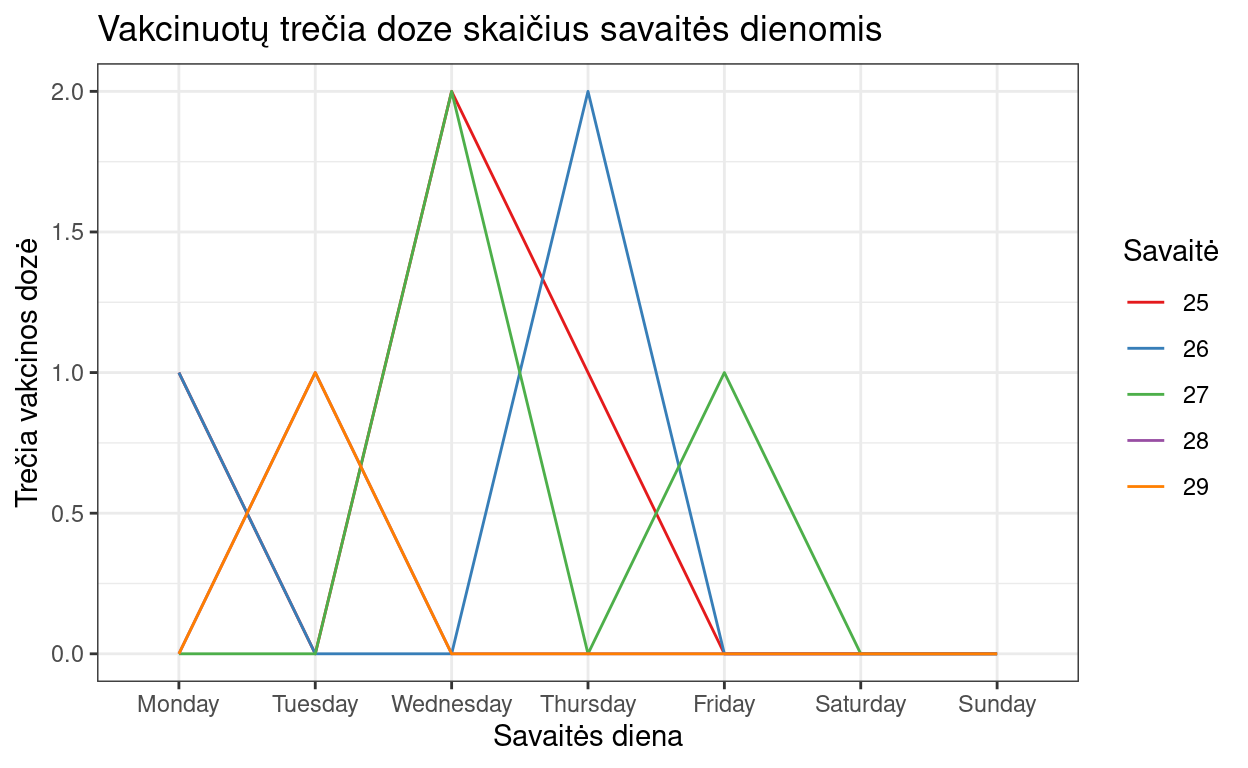 Vakcinuotų trečia doze skaičius savaitės dienomis
Trečia vakcinos dozė
2.0
1.5
1.0
0.5
0.0
Monday Tuesday Wednesday Thursday Friday Saturday Sunday
Savaitės diena
Savaitė
25
26
27
28
29